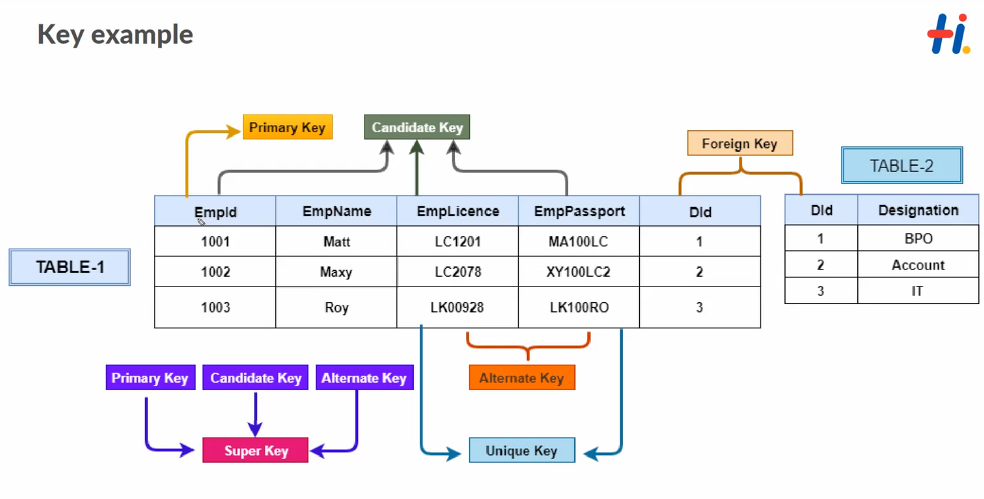 Key example
Hi.
Primary Key
Candidate Key
Foreign Key
TABLE-2
EmpId EmpName EmpLicence EmpPassport DId
1001 Matt LC1201 MA100LC 1
1002 Maxy LC2078 XY100LC2 2
1003 Roy LK00928 LK100RO 3
DId Designation
1 BPO
2 Account
3 IT
TABLE-1
Primary Key Candidate Key Alternate Key
Alternate Key
Super Key
Unique Key